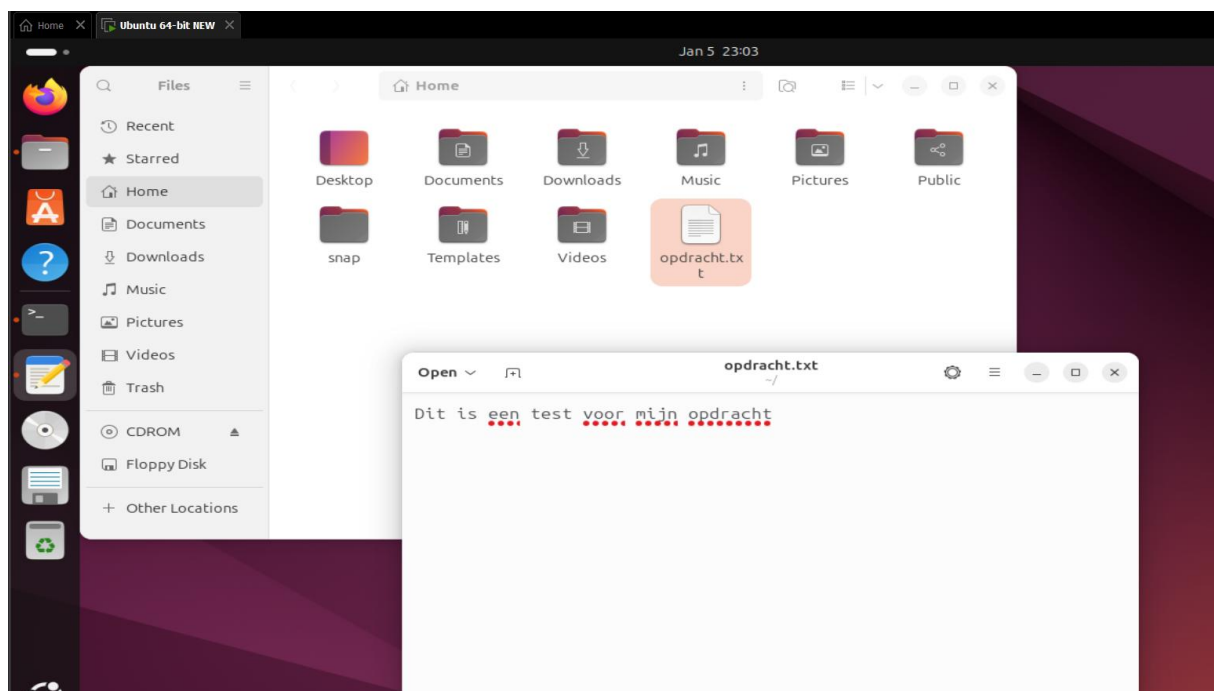 Home
Ubuntu 64-bit NEW
Jan 5 23:03
Files
Home
Recent
Starred
Home
Documents
Downloads
Music
Pictures
Videos
Trash
CDROM
Floppy Disk
+ Other Locations
Desktop
Documents
Downloads
Music
Pictures
Public
snap
Templates
Videos
opdracht.tx
t
Open
opdracht.txt
~/
Dit is een test voor mijn opdracht